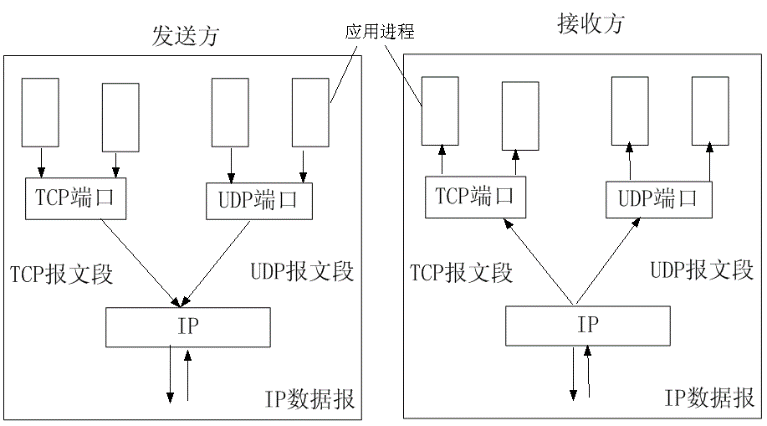 发送方
应用进程
接收方
TCP端口
UDP端口
TCP端口
UDP端口
TCP报文段
UDP报文段
TCP报文段
UDP报文段
IP
IP
IP数据报
IP数据报